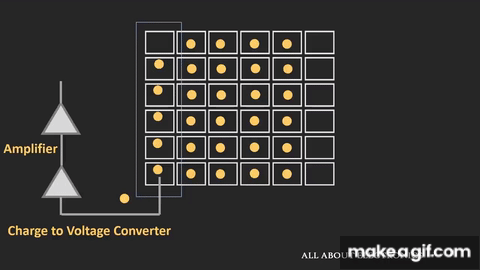 Amplifier
Charge to Voltage Converter
ALL ABOUT
makeagif.com